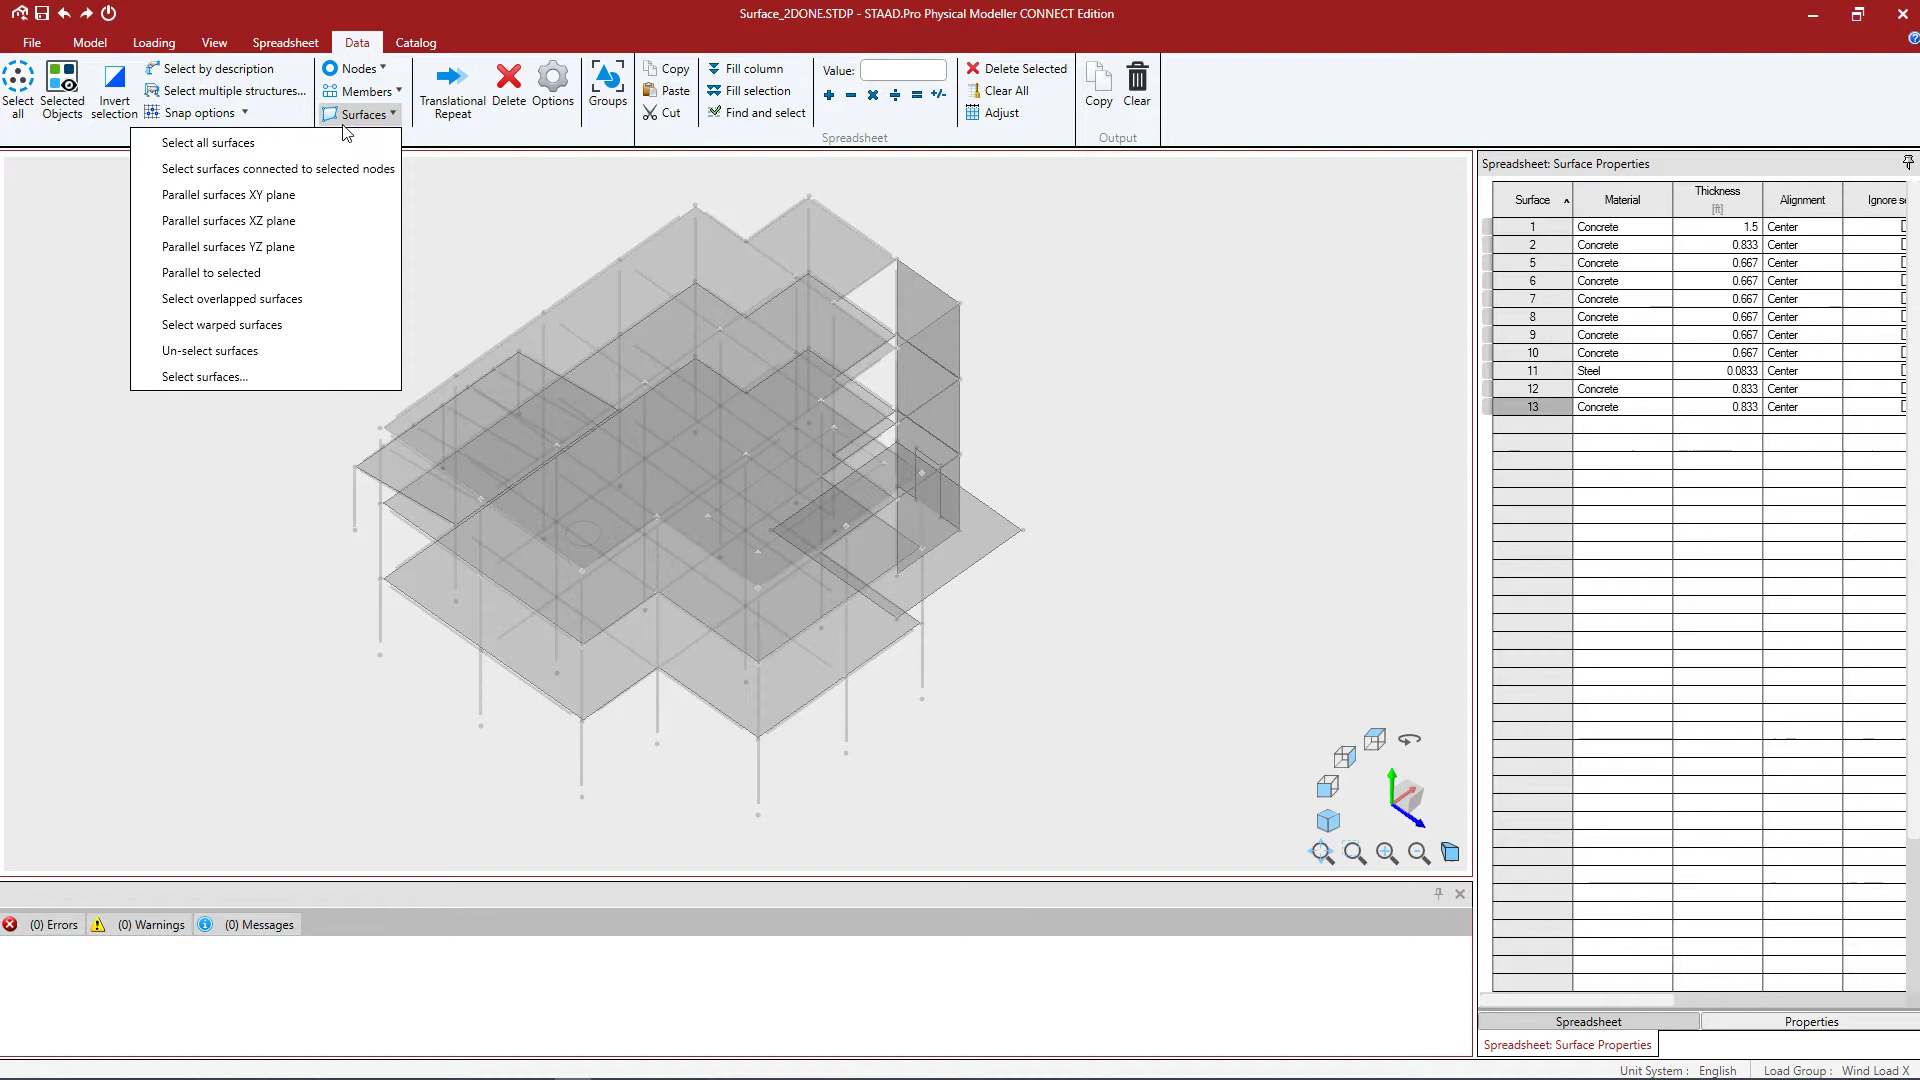 Surface_2DONE.STDP - STAAD.Pro Physical Modeller CONNECT Edition
File Model Loading View Spreadsheet Data Catalog
Select all
Selected Objects
Invert selection
Select by description
Select multiple structures...
Snap options
Nodes
Members
Surfaces
Translational Repeat
Delete
Options
Groups
Copy
Paste
Cut
Fill column
Fill selection
Find and select
Value:
Spreadsheet
Delete Selected
Clear All
Adjust
Copy
Clear
Output
Select all surfaces
Select surfaces connected to selected nodes
Parallel surfaces XY plane
Parallel surfaces XZ plane
Parallel surfaces YZ plane
Parallel to selected
Select overlapped surfaces
Select warped surfaces
Un-select surfaces
Select surfaces...
Spreadsheet: Surface Properties
Surface Material Thickness [ft] Alignment Ignore
1 Concrete 1.5 Center
2 Concrete 0.833 Center
5 Concrete 0.667 Center
6 Concrete 0.667 Center
7 Concrete 0.667 Center
8 Concrete 0.667 Center
9 Concrete 0.667 Center
10 Concrete 0.667 Center
11 Steel 0.0833 Center
12 Concrete 0.833 Center
13 Concrete 0.833 Center
(0) Errors (0) Warnings (0) Messages
Spreadsheet Properties
Spreadsheet: Surface Properties
Unit System : English Load Group : Wind Load X